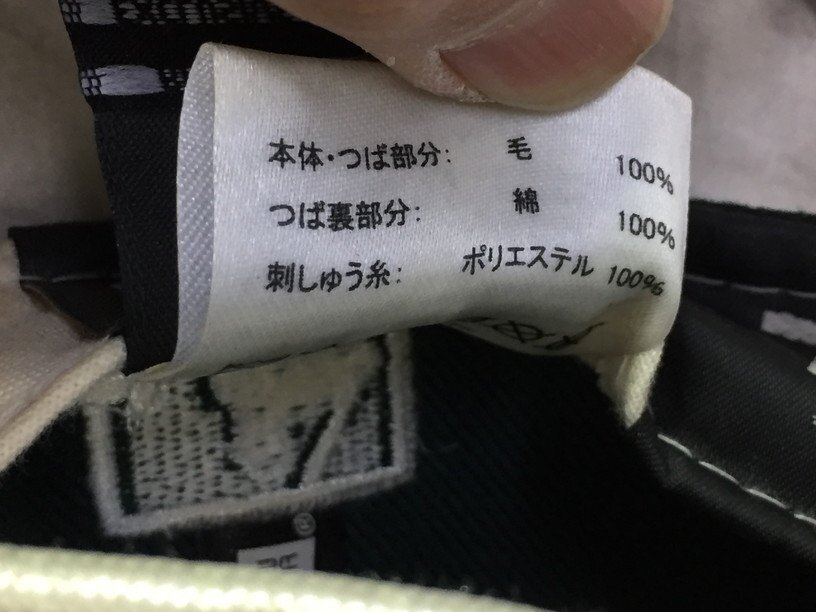 本体・つば部分: 毛 100%
つば裏部分: 綿 100%
刺しゅう糸: ポリエステル 100%
®